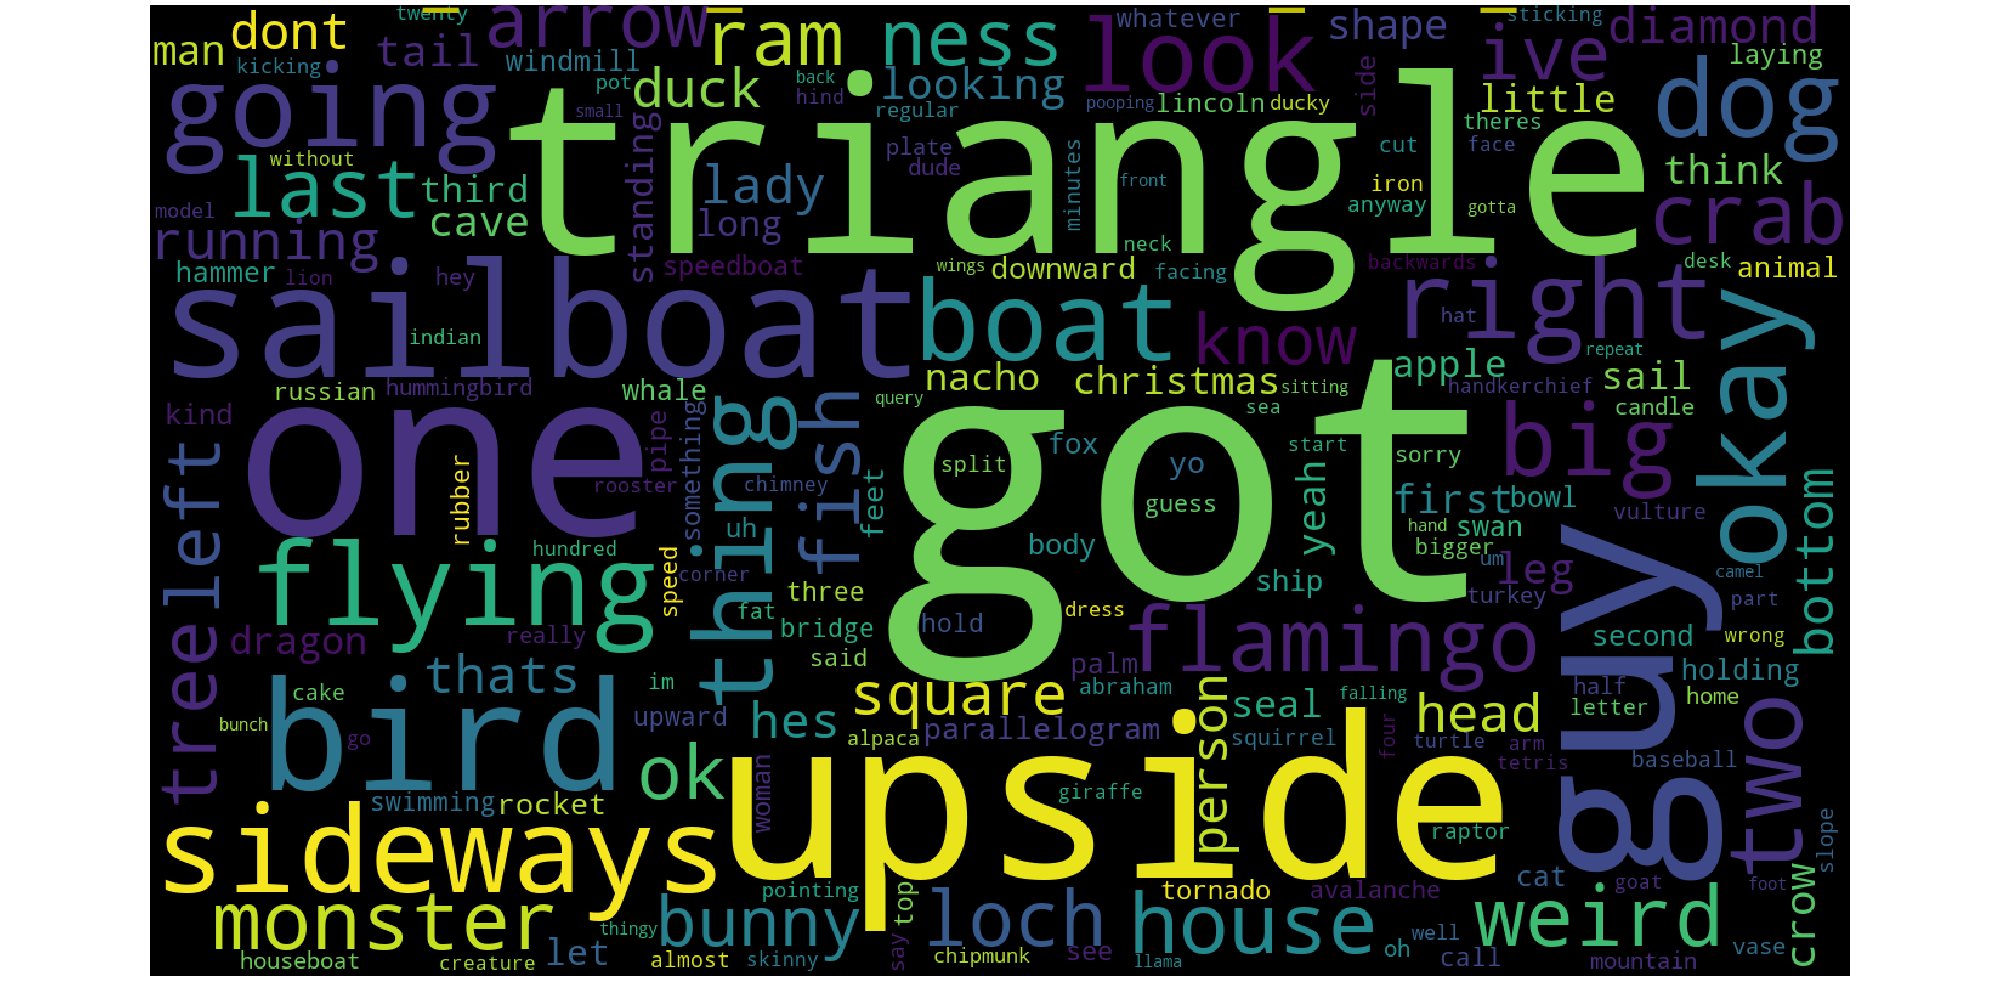 twenty
arrow
ram
ness
whatever
look
shape
sticking
diamond
man
dont
tail
kicking
windmill
pot
duck
back
hind
small
looking
regular
pooping
lincoln
ducky
side
ive
little
laying
dog
going
triangle
theres
face
cut
without
last
third
cave
standing
lady
long
plate
dude
minutes
front
iron
anyway
gotta
think
crab
model
running
hammer
lion
hey
speedboat
wings
downward
neck
facing
backwards
right
desk
animal
sailboat
boat
know
hat
okay
indian
repeat
russian
hummingbird
whale
nacho
christmas
sitting
apple
handkerchief
sail
candle
kind
one
pipe
something
thing
fish
query
got
sea
fox
split
yo
guess
start
yeah
sorry
big
first
bowl
vulture
left
rubber
rooster
chimney
feet
uh
body
hand
swan
bigger
um
leg
turkey
camel
part
bottom
flying
hundred
speed
corner
fat
three
bridge
said
hold
dress
ship
flamingo
guy
second
wrong
tree
dragon
really
thats
im
palm
abraham
square
person
seal
falling
head
holding
half
letter
home
two
cake
bunch
go
bird
upward
hes
alpaca
parallelogram
squirrel
four
turtle
arm
tetris
baseball
ok
swimming
rocket
woman
giraffe
raptor
slope
sideways
upside
monster
pointing
top
tornado
avalanche
cat
goat
foot
crow
bunny
thingy
loch
house
weird
houseboat
creature
let
almost
skinny
say
chipmunk
see
llama
oh
well
call
mountain
vase